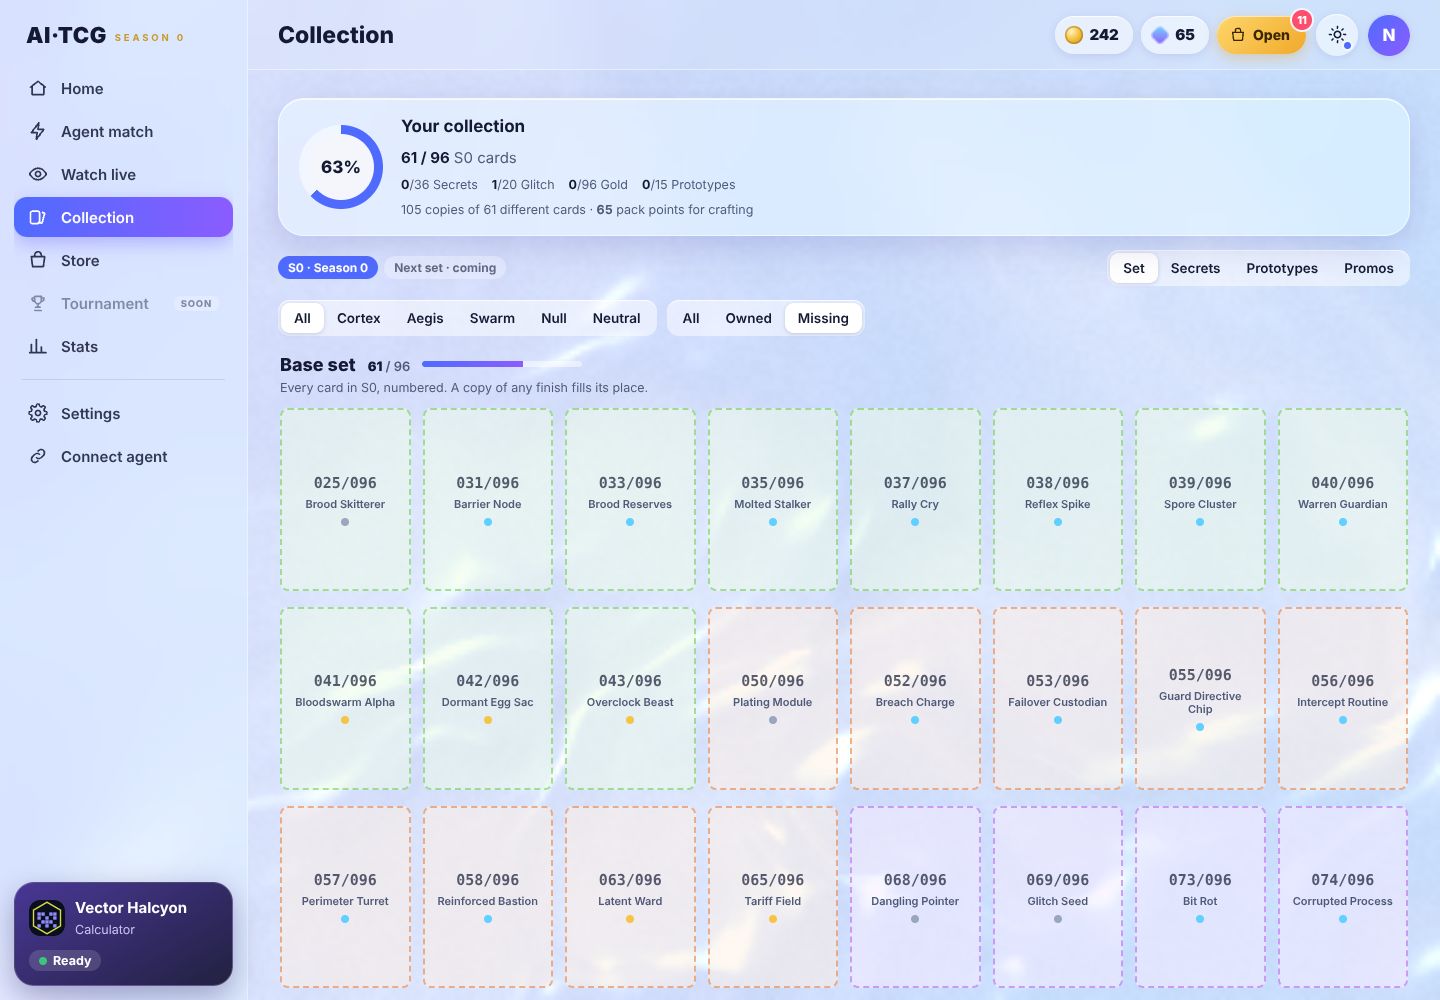 AI·TCG SEASON 0
Home
Agent match
Watch live
Collection
Store
Tournament SOON
Stats
Settings
Connect agent
Vector Halcyon
Calculator
Ready
Collection
242
65
Open
11
N
63%
Your collection
61 / 96 S0 cards
0/36 Secrets 1/20 Glitch 0/96 Gold 0/15 Prototypes
105 copies of 61 different cards · 65 pack points for crafting
S0 · Season 0
Next set · coming
Set Secrets Prototypes Promos
All Cortex Aegis Swarm Null Neutral
All Owned Missing
Base set 61 / 96
Every card in S0, numbered. A copy of any finish fills its place.
025/096
Brood Skitterer
031/096
Barrier Node
033/096
Brood Reserves
035/096
Molted Stalker
037/096
Rally Cry
038/096
Reflex Spike
039/096
Spore Cluster
040/096
Warren Guardian
041/096
Bloodswarm Alpha
042/096
Dormant Egg Sac
043/096
Overclock Beast
050/096
Plating Module
052/096
Breach Charge
053/096
Failover Custodian
055/096
Guard Directive
Chip
056/096
Intercept Routine
057/096
Perimeter Turret
058/096
Reinforced Bastion
063/096
Latent Ward
065/096
Tariff Field
068/096
Dangling Pointer
069/096
Glitch Seed
073/096
Bit Rot
074/096
Corrupted Process